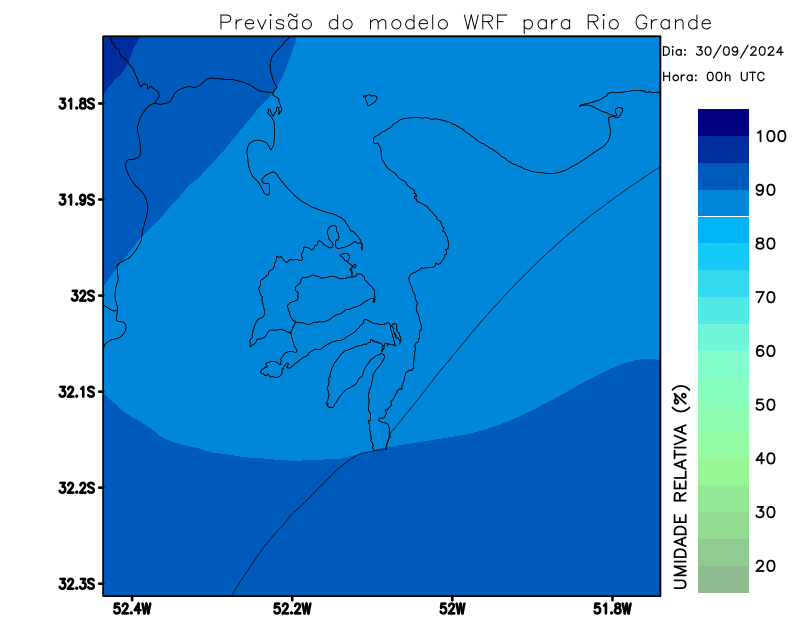 Previsão do modelo WRF para Rio Grande
Dia: 30/09/2024
Hora: 00h UTC
31.8S
31.9S
32S
32.1S
32.2S
32.3S
52.4W
52.2W
52W
51.8W
100
90
80
70
60
50
40
30
20
UMIDADE RELATIVA (%)